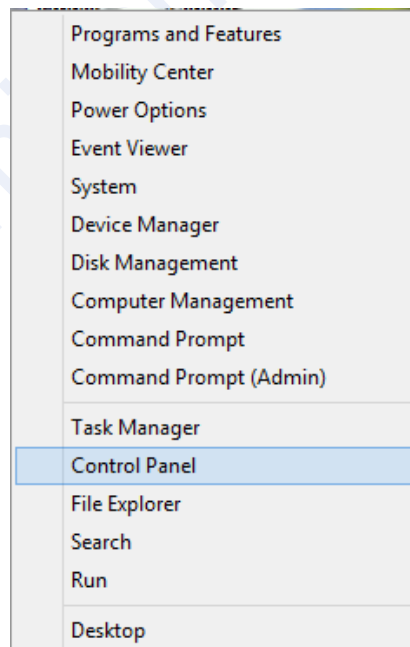 Programs and Features
Mobility Center
Power Options
Event Viewer
System
Device Manager
Disk Management
Computer Management
Command Prompt
Command Prompt (Admin)
Task Manager
Control Panel
File Explorer
Search
Run
Desktop